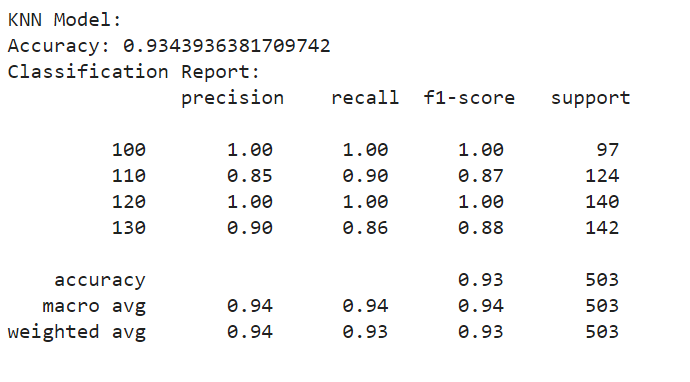 KNN Model:
Accuracy: 0.9343936381709742
Classification Report:
precision recall f1-score support
100 1.00 1.00 1.00 97
110 0.85 0.90 0.87 124
120 1.00 1.00 1.00 140
130 0.90 0.86 0.88 142
accuracy 0.93 503
macro avg 0.94 0.94 0.94 503
weighted avg 0.94 0.93 0.93 503